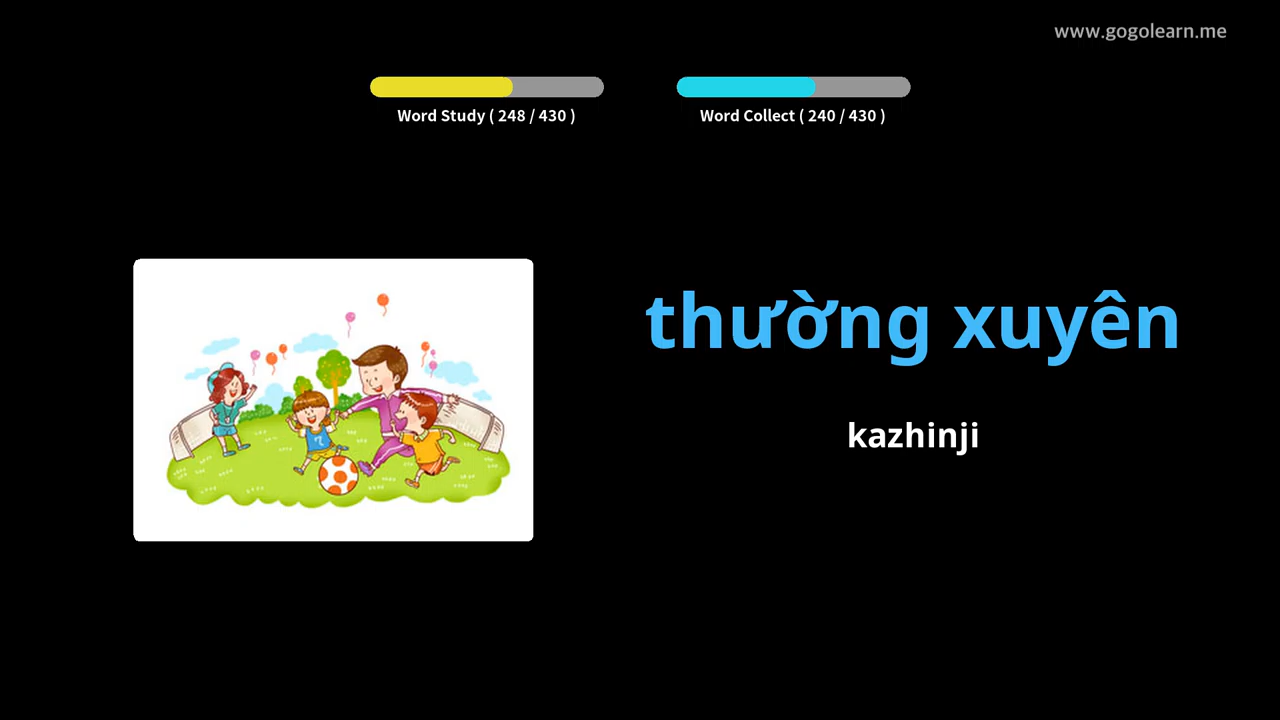 www.gogolearn.me
Word Study ( 248 / 430 )
Word Collect ( 240 / 430 )
thường xuyên
kazhinji